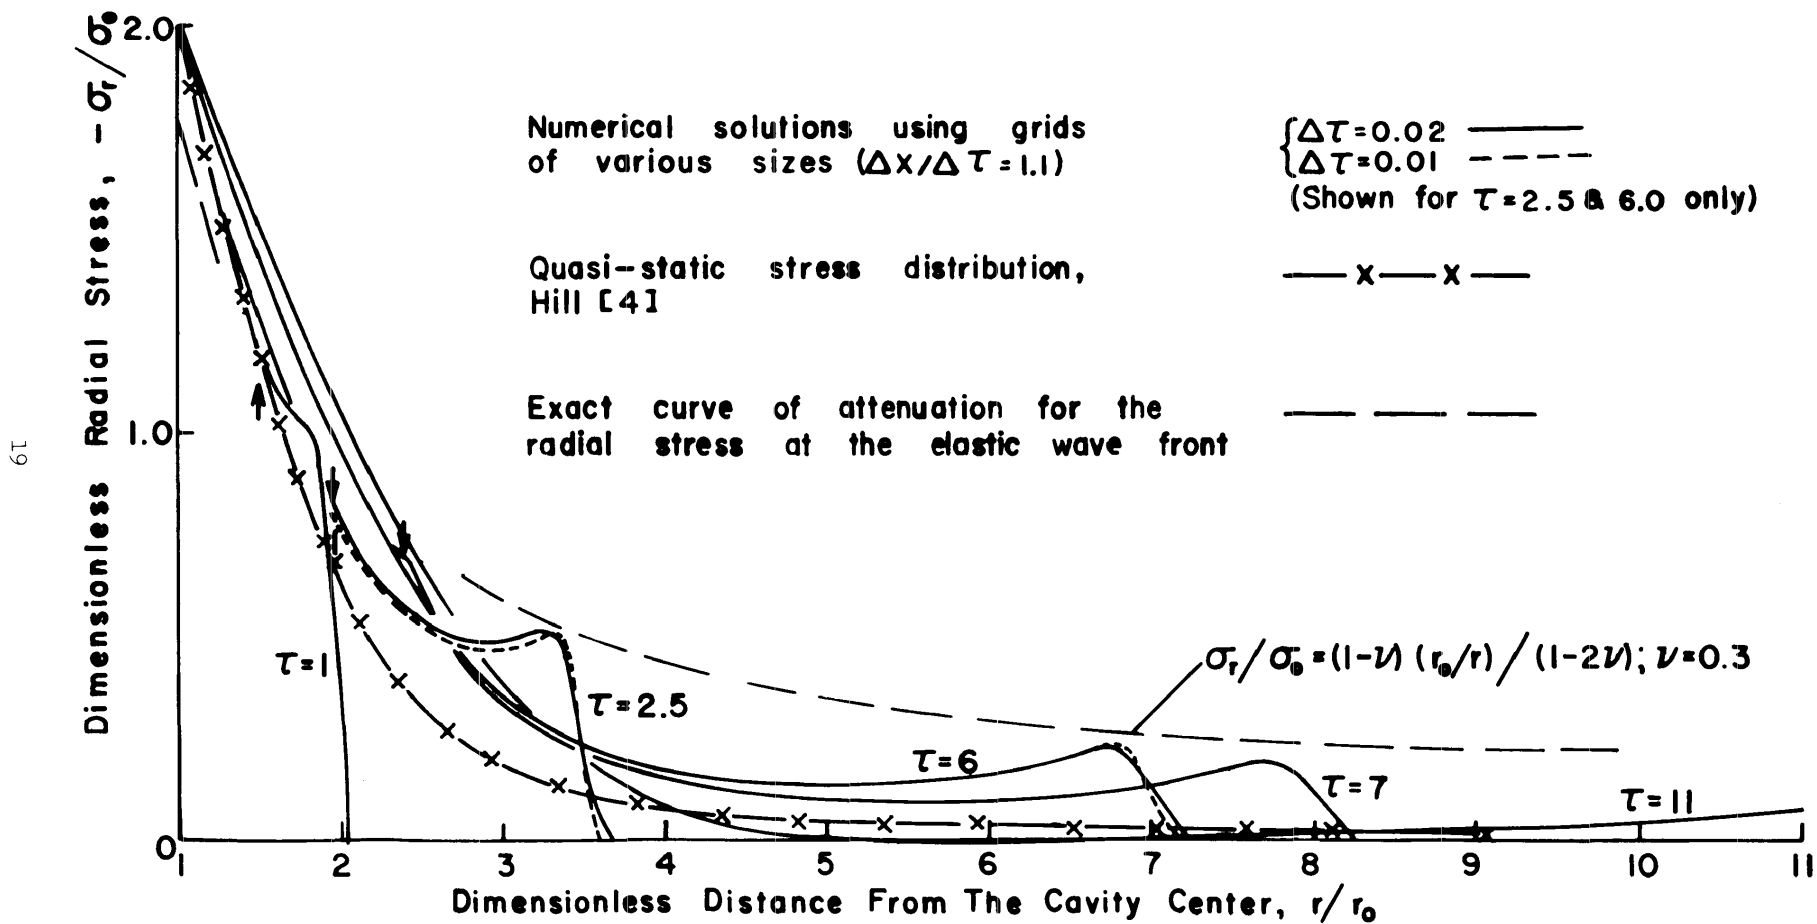 Dimensionless Radial Stress, -σr/σ0
2.0
1.0
0
Numerical solutions using grids
of various sizes (ΔX/Δτ=1.1)
Δτ=0.02
Δτ=0.01
(Shown for τ=2.5 & 6.0 only)
Quasi-static stress distribution,
Hill [4]
Exact curve of attenuation for the
radial stress at the elastic wave front
σr/σ0=(1-ν)(r0/r)/(1-2ν); ν=0.3
τ=1
τ=2.5
τ=6
τ=7
τ=11
1 2 3 4 5 6 7 8 9 10 11
Dimensionless Distance From The Cavity Center, r/r0
19